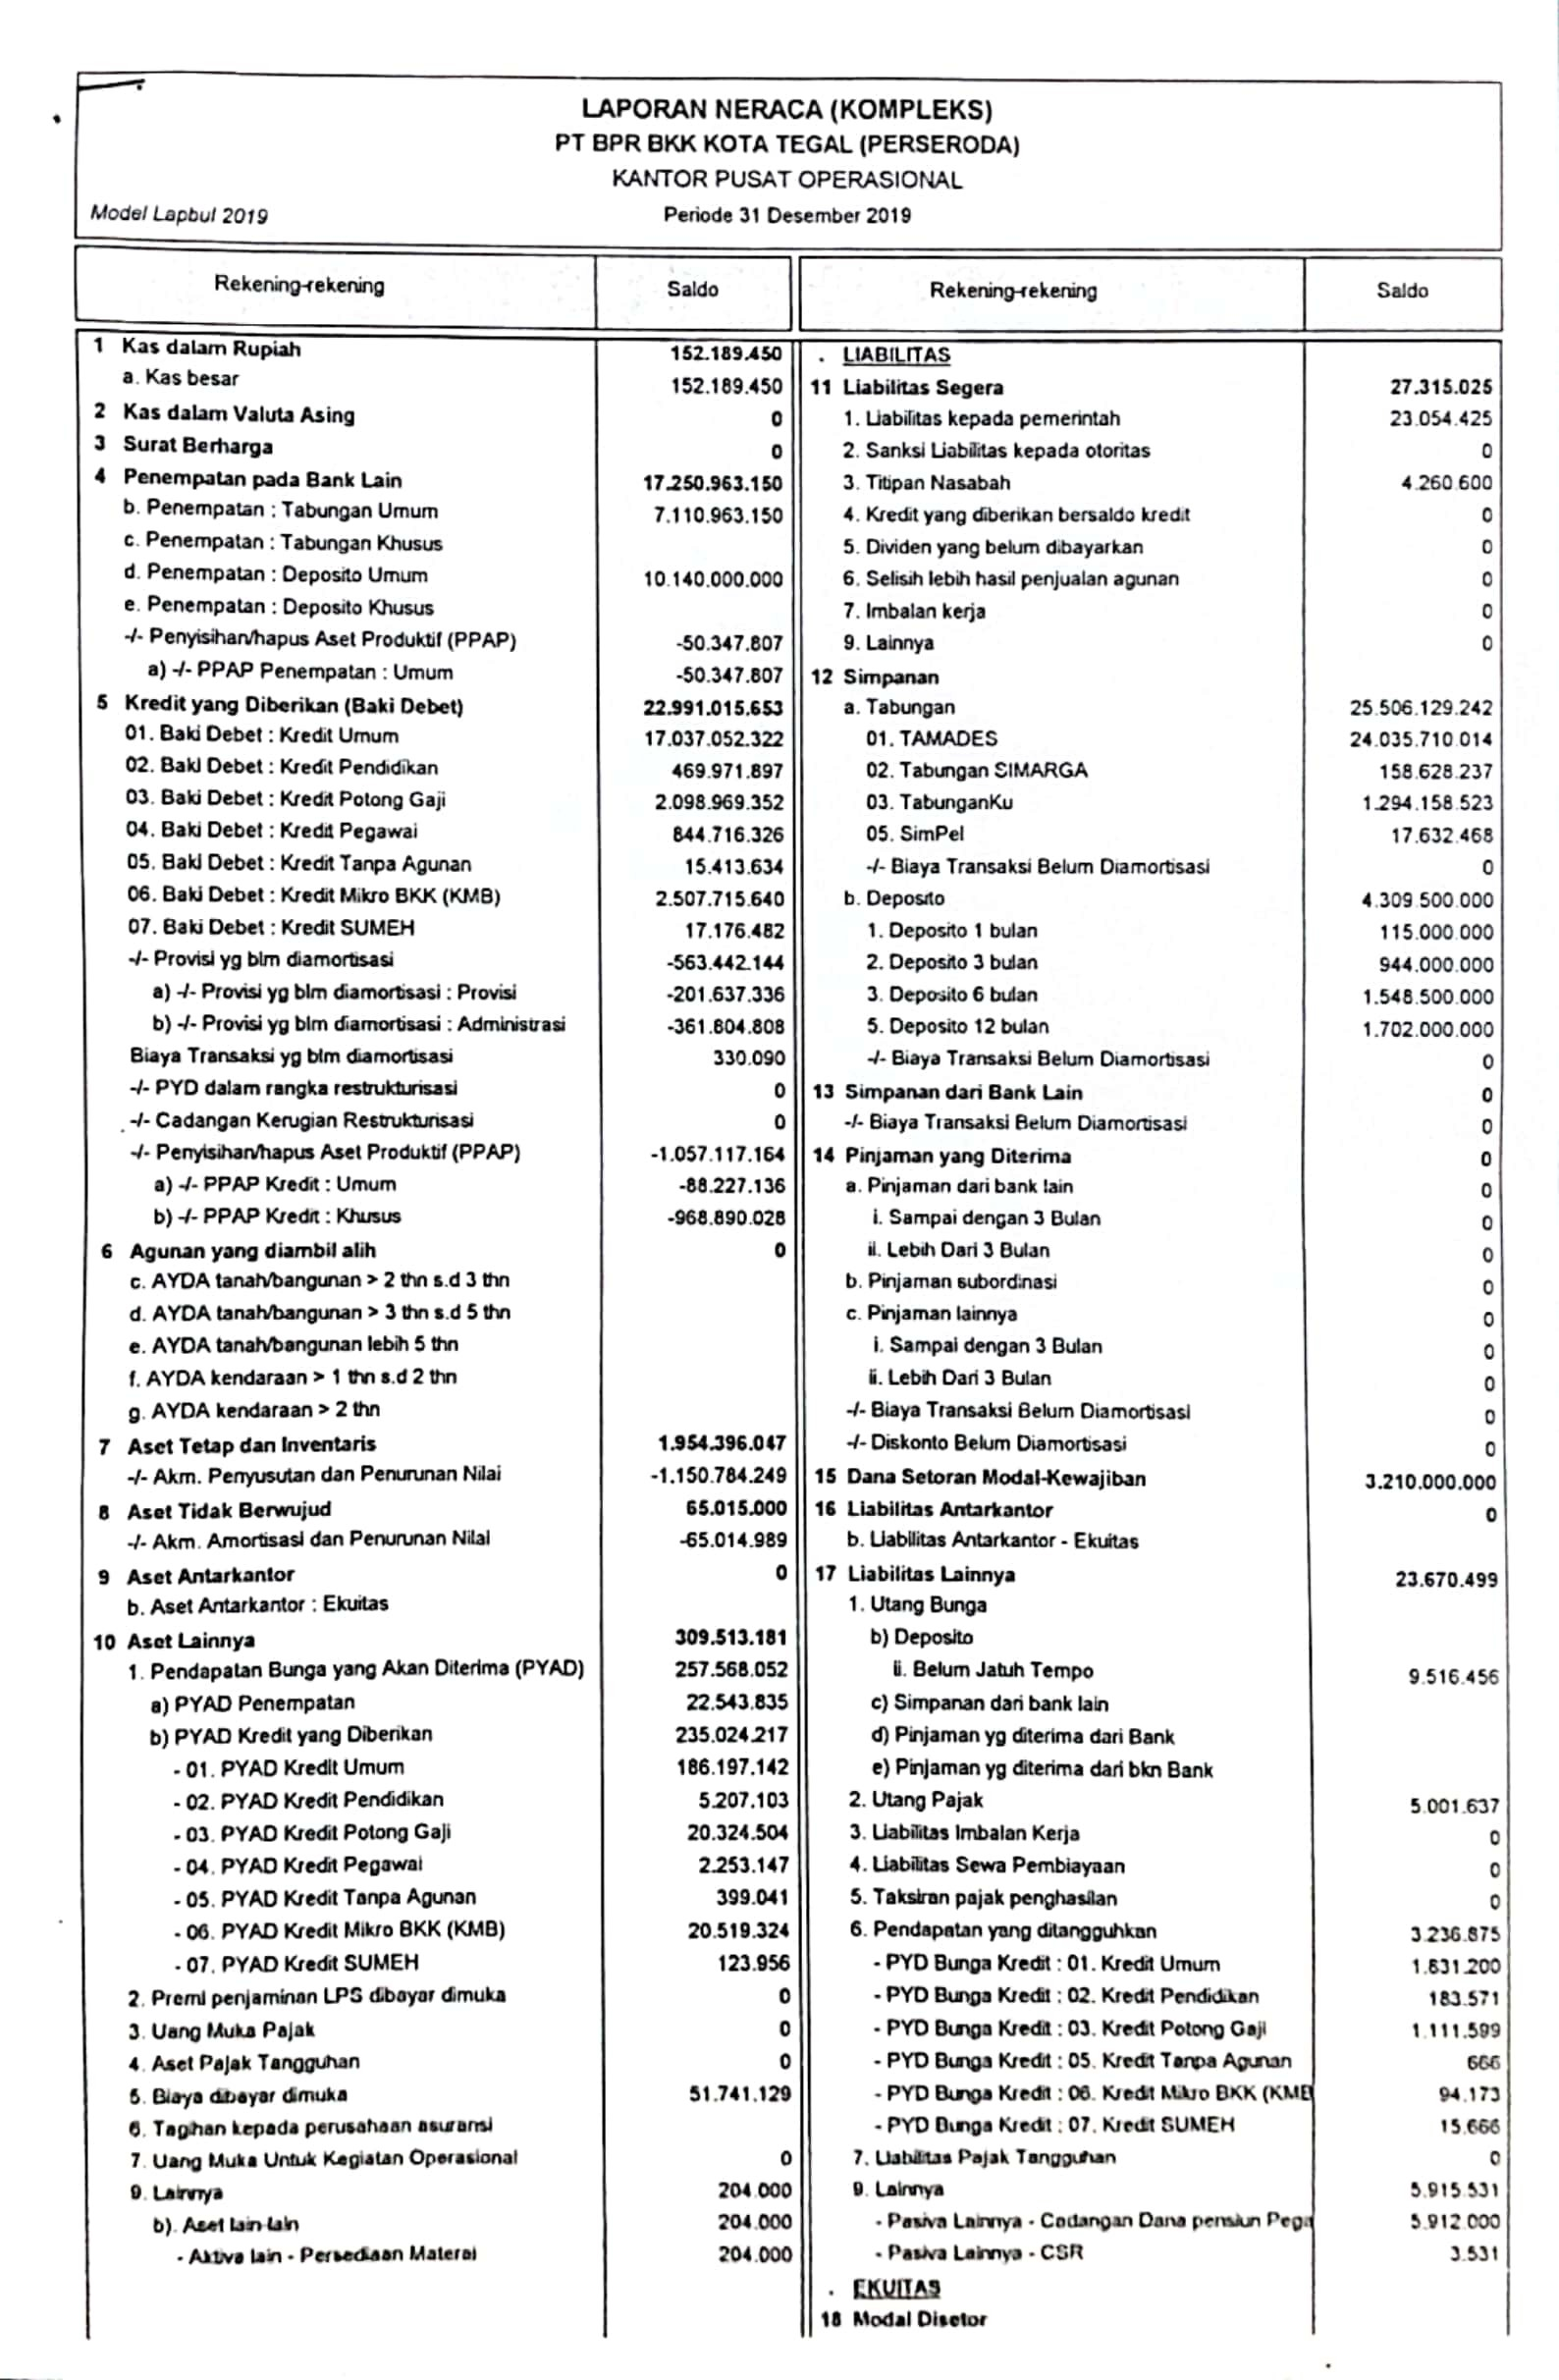 LAPORAN NERACA (KOMPLEKS)
PT BPR BKK KOTA TEGAL (PERSERODA)
KANTOR PUSAT OPERASIONAL
Model Lapbul 2019
Periode 31 Desember 2019
Rekening-rekening Saldo
1 Kas dalam Rupiah 152.189.450
a. Kas besar 152.189.450
2 Kas dalam Valuta Asing 0
3 Surat Berharga 0
4 Penempatan pada Bank Lain 17.250.963.150
b. Penempatan : Tabungan Umum 7.110.963.150
c. Penempatan : Tabungan Khusus
d. Penempatan : Deposito Umum 10.140.000.000
e. Penempatan : Deposito Khusus
-/- Penyisihan/hapus Aset Produktif (PPAP) -50.347.807
a) -/- PPAP Penempatan : Umum -50.347.807
5 Kredit yang Diberikan (Baki Debet) 22.991.015.653
01. Baki Debet : Kredit Umum 17.037.052.322
02. Baki Debet : Kredit Pendidikan 469.971.897
03. Baki Debet : Kredit Potong Gaji 2.098.969.352
04. Baki Debet : Kredit Pegawai 844.716.326
05. Baki Debet : Kredit Tanpa Agunan 15.413.634
06. Baki Debet : Kredit Mikro BKK (KMB) 2.507.715.640
07. Baki Debet : Kredit SUMEH 17.176.482
-/- Provisi yg blm diamortisasi -563.442.144
a) -/- Provisi yg blm diamortisasi : Provisi -201.637.336
b) -/- Provisi yg blm diamortisasi : Administrasi -361.804.808
Biaya Transaksi yg blm diamortisasi 330.090
-/- PYD dalam rangka restrukturisasi 0
-/- Cadangan Kerugian Restrukturisasi 0
-/- Penyisihan/hapus Aset Produktif (PPAP) -1.057.117.164
a) -/- PPAP Kredit : Umum -88.227.136
b) -/- PPAP Kredit : Khusus -968.890.028
6 Agunan yang diambil alih 0
c. AYDA tanah/bangunan > 2 thn s.d 3 thn
d. AYDA tanah/bangunan > 3 thn s.d 5 thn
e. AYDA tanah/bangunan lebih 5 thn
f. AYDA kendaraan > 1 thn s.d 2 thn
g. AYDA kendaraan > 2 thn
7 Aset Tetap dan Inventaris 1.954.396.047
-/- Akm. Penyusutan dan Penurunan Nilai -1.150.784.249
8 Aset Tidak Berwujud 65.015.000
-/- Akm. Amortisasi dan Penurunan Nilai -65.014.989
9 Aset Antarkantor 0
b. Aset Antarkantor : Ekuitas
10 Aset Lainnya 309.513.181
1. Pendapatan Bunga yang Akan Diterima (PYAD) 257.568.052
a) PYAD Penempatan 22.543.835
b) PYAD Kredit yang Diberikan 235.024.217
- 01. PYAD Kredit Umum 186.197.142
- 02. PYAD Kredit Pendidikan 5.207.103
- 03. PYAD Kredit Potong Gaji 20.324.504
- 04. PYAD Kredit Pegawai 2.253.147
- 05. PYAD Kredit Tanpa Agunan 399.041
- 06. PYAD Kredit Mikro BKK (KMB) 20.519.324
- 07. PYAD Kredit SUMEH 123.956
2. Premi penjaminan LPS dibayar dimuka 0
3. Uang Muka Pajak 0
4. Aset Pajak Tangguhan 0
5. Biaya dibayar dimuka 51.741.129
6. Tagihan kepada perusahaan asuransi
7. Uang Muka Untuk Kegiatan Operasional 0
9. Lainnya 204.000
b). Aset lain-lain 204.000
- Aktiva lain - Persediaan Materai 204.000
Rekening-rekening Saldo
. LIABILITAS
11 Liabilitas Segera 27.315.025
1. Liabilitas kepada pemerintah 23.054.425
2. Sanksi Liabilitas kepada otoritas 0
3. Titipan Nasabah 4.260.600
4. Kredit yang diberikan bersaldo kredit 0
5. Dividen yang belum dibayarkan 0
6. Selisih lebih hasil penjualan agunan 0
7. Imbalan kerja 0
9. Lainnya 0
12 Simpanan
a. Tabungan 25.506.129.242
01. TAMADES 24.035.710.014
02. Tabungan SIMARGA 158.628.237
03. TabunganKu 1.294.158.523
05. SimPel 17.632.468
-/- Biaya Transaksi Belum Diamortisasi 0
b. Deposito 4.309.500.000
1. Deposito 1 bulan 115.000.000
2. Deposito 3 bulan 944.000.000
3. Deposito 6 bulan 1.548.500.000
5. Deposito 12 bulan 1.702.000.000
-/- Biaya Transaksi Belum Diamortisasi 0
13 Simpanan dari Bank Lain 0
-/- Biaya Transaksi Belum Diamortisasi 0
14 Pinjaman yang Diterima 0
a. Pinjaman dari bank lain 0
i. Sampai dengan 3 Bulan 0
ii. Lebih Dari 3 Bulan 0
b. Pinjaman subordinasi 0
c. Pinjaman lainnya 0
i. Sampai dengan 3 Bulan 0
ii. Lebih Dari 3 Bulan 0
-/- Biaya Transaksi Belum Diamortisasi 0
-/- Diskonto Belum Diamortisasi 0
15 Dana Setoran Modal-Kewajiban 3.210.000.000
16 Liabilitas Antarkantor 0
b. Liabilitas Antarkantor - Ekuitas
17 Liabilitas Lainnya 23.670.499
1. Utang Bunga
b) Deposito
ii. Belum Jatuh Tempo 9.516.456
c) Simpanan dari bank lain
d) Pinjaman yg diterima dari Bank
e) Pinjaman yg diterima dari bkn Bank
2. Utang Pajak 5.001.637
3. Liabilitas Imbalan Kerja 0
4. Liabilitas Sewa Pembiayaan 0
5. Taksiran pajak penghasilan 0
6. Pendapatan yang ditangguhkan 3.236.875
- PYD Bunga Kredit : 01. Kredit Umum 1.831.200
- PYD Bunga Kredit : 02. Kredit Pendidikan 183.571
- PYD Bunga Kredit : 03. Kredit Potong Gaji 1.111.599
- PYD Bunga Kredit : 05. Kredit Tanpa Agunan 666
- PYD Bunga Kredit : 06. Kredit Mikro BKK (KMB 94.173
- PYD Bunga Kredit : 07. Kredit SUMEH 15.666
7. Liabilitas Pajak Tangguhan 0
9. Lainnya 5.915.531
- Pasiva Lainnya - Cadangan Dana pensiun Pega 5.912.000
- Pasiva Lainnya - CSR 3.531
. EKUITAS
18 Modal Disetor